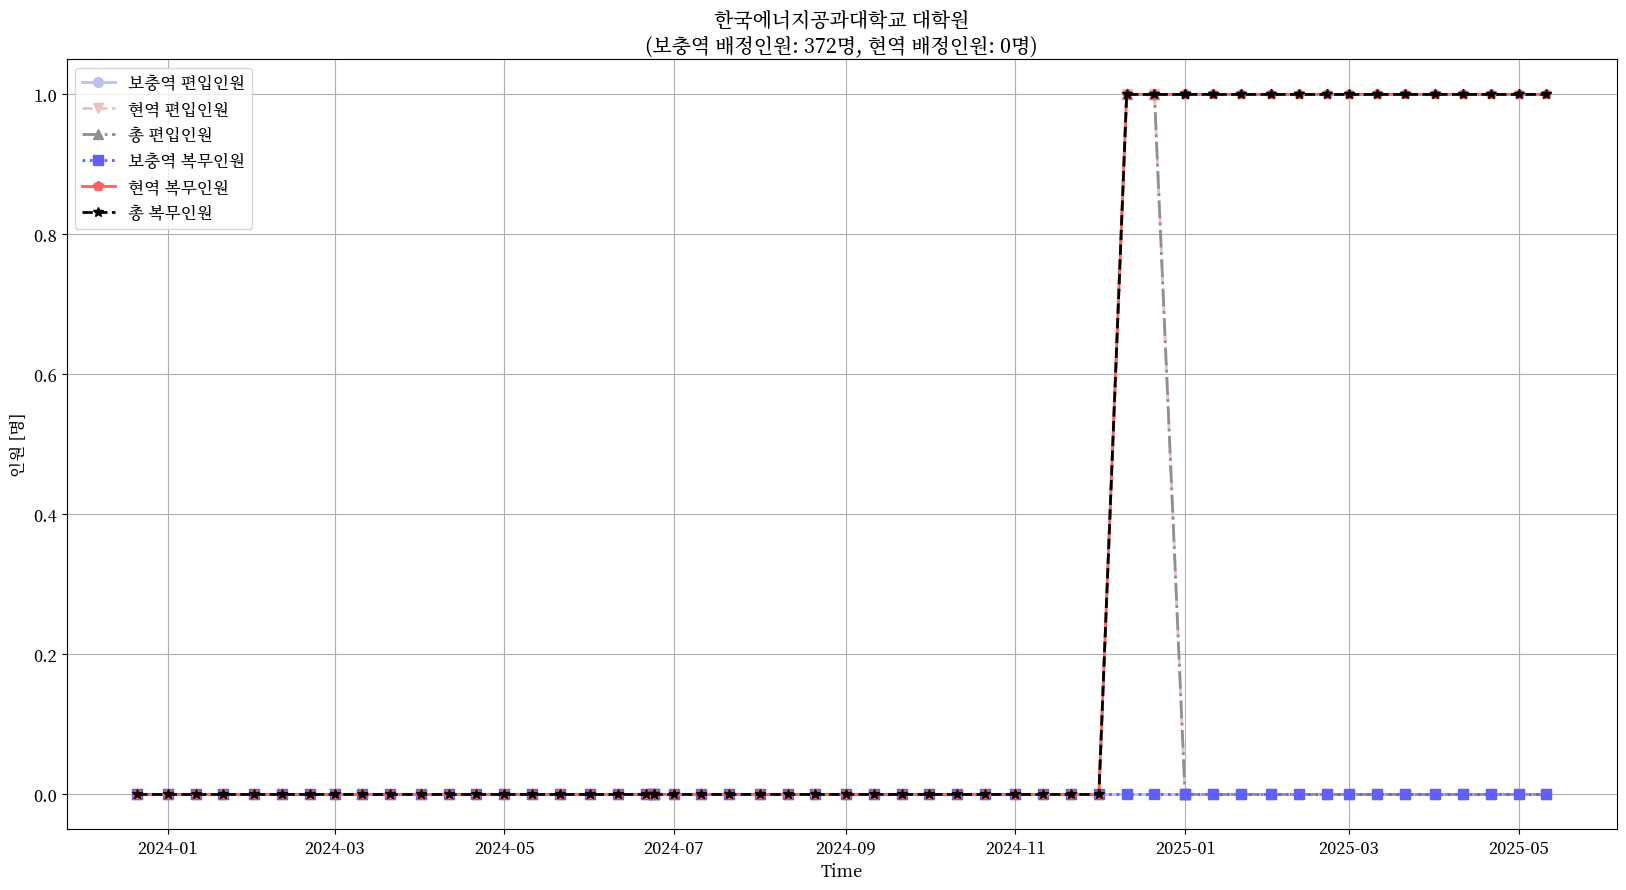 한국에너지공과대학교 대학원
(보충역 배정인원: 372명, 현역 배정인원: 0명)
보충역 편입인원
현역 편입인원
총 편입인원
보충역 복무인원
현역 복무인원
총 복무인원
인원 [명]
1.0
0.8
0.6
0.4
0.2
0.0
2024-01
2024-03
2024-05
2024-07
2024-09
2024-11
2025-01
2025-03
2025-05
Time